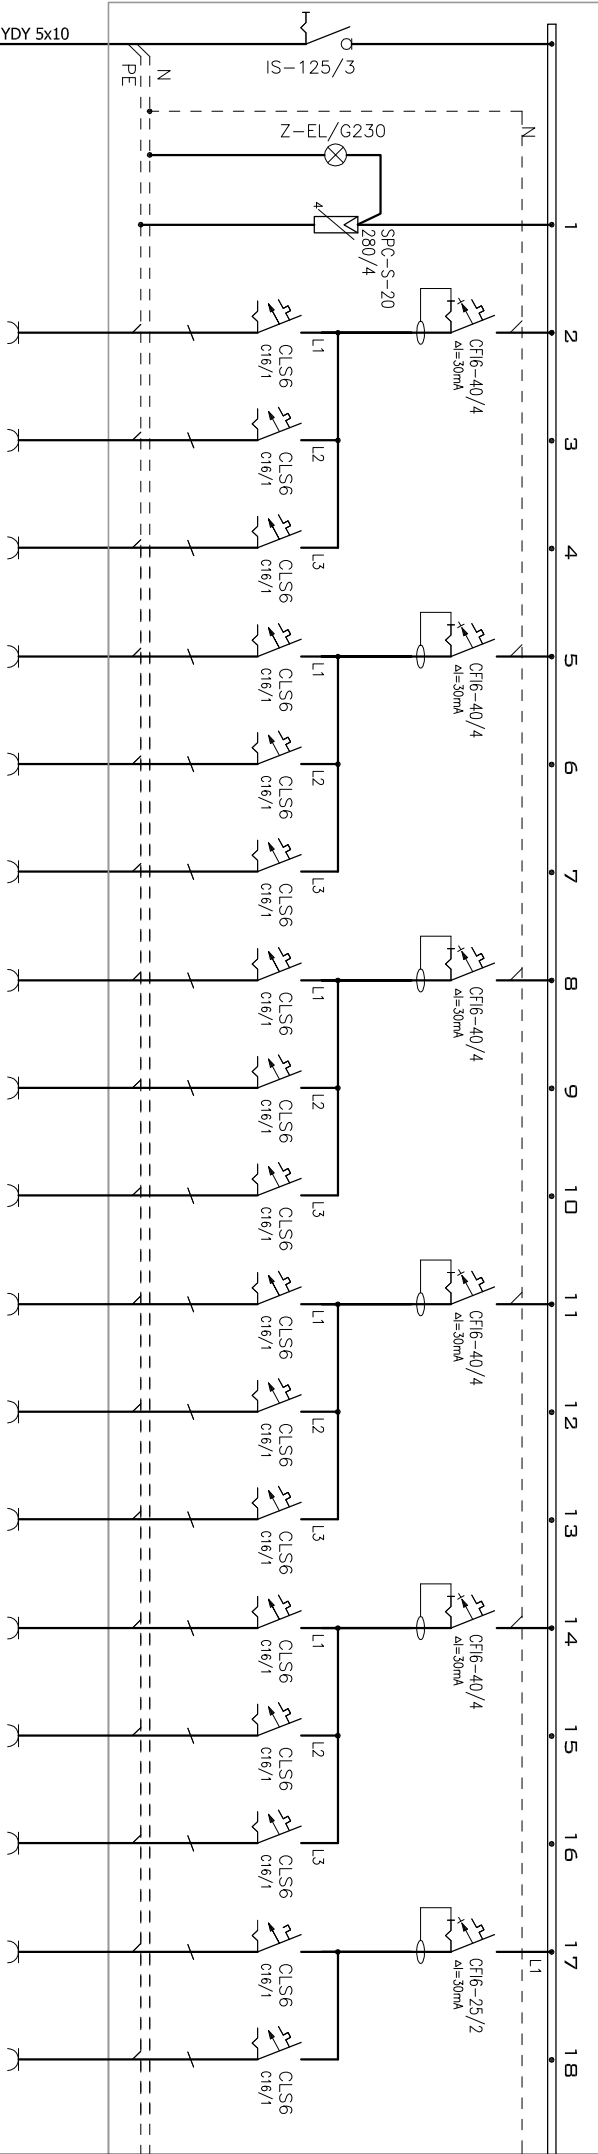 YDY 5x10
IS-125/3
PE
N
Z-EL/G230
N
SPC-S-20
280/4
1
CFI6-40/4
ΔI=30mA
2
L1
CLS6
C16/1
3
L2
CLS6
C16/1
4
L3
CLS6
C16/1
CFI6-40/4
ΔI=30mA
5
L1
CLS6
C16/1
6
L2
CLS6
C16/1
7
L3
CLS6
C16/1
CFI6-40/4
ΔI=30mA
8
L1
CLS6
C16/1
9
L2
CLS6
C16/1
10
L3
CLS6
C16/1
CFI6-40/4
ΔI=30mA
11
L1
CLS6
C16/1
12
L2
CLS6
C16/1
13
L3
CLS6
C16/1
CFI6-40/4
ΔI=30mA
14
L1
CLS6
C16/1
15
L2
CLS6
C16/1
16
L3
CLS6
C16/1
L1
CFI6-25/2
ΔI=30mA
17
CLS6
C16/1
18
CLS6
C16/1